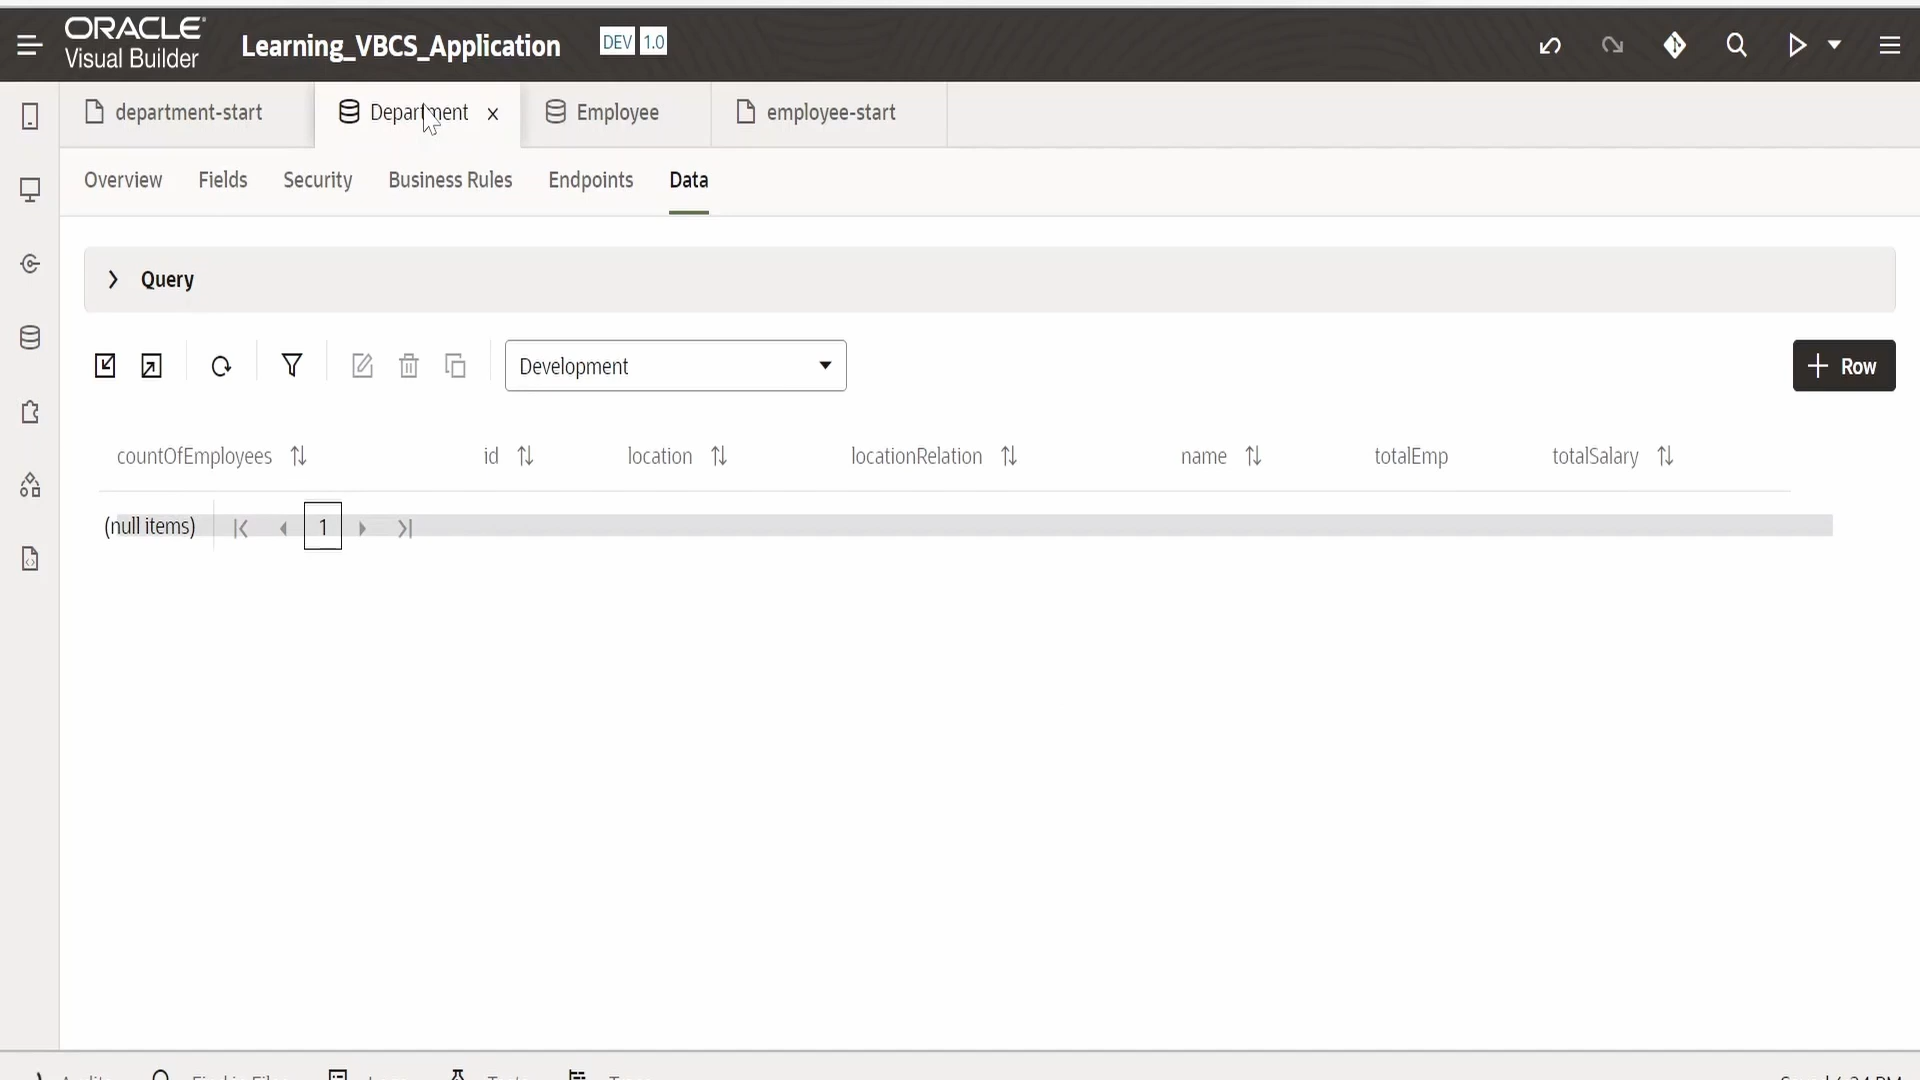 ORACLE
Visual Builder
Learning_VBCS_Application
DEV 1.0
department-start
Department
Employee
employee-start
Overview
Fields
Security
Business Rules
Endpoints
Data
Query
Development
Row
countOfEmployees
id
location
locationRelation
name
totalEmp
totalSalary
(null items)
1